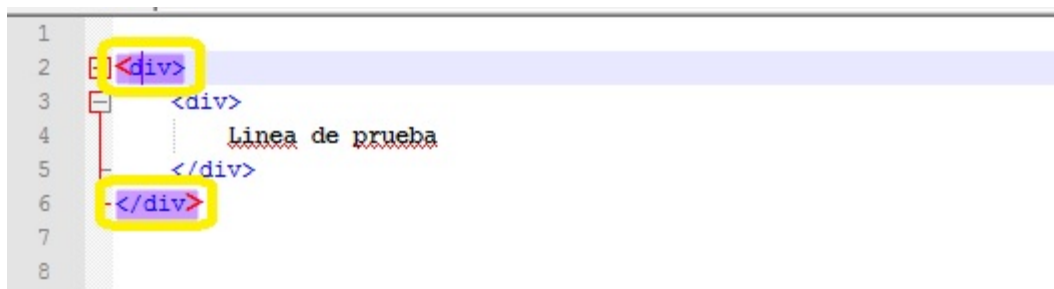 1
2 <div>
3 <div>
4 Linea de prueba
5 </div>
6 </div>
7
8